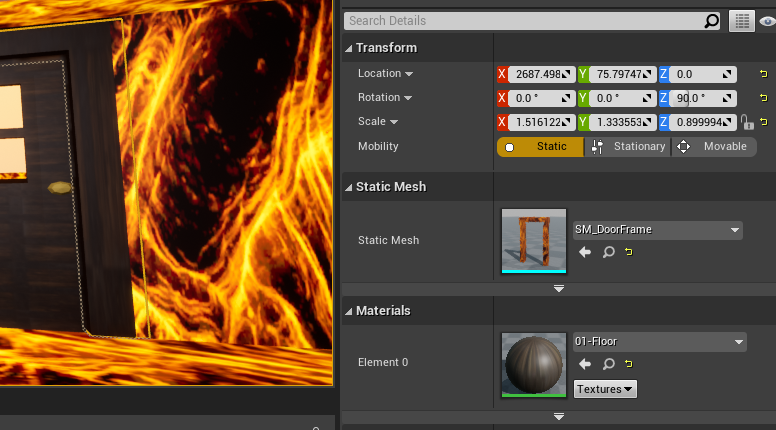 Search Details
Transform
Location X 2687.498 Y 75.79747 Z 0.0
Rotation X 0.0 ° Y 0.0 ° Z 90.0 °
Scale X 1.516122 Y 1.333553 Z 0.899994
Mobility Static Stationary Movable
Static Mesh
Static Mesh SM_DoorFrame
Materials
01-Floor
Element 0
Textures